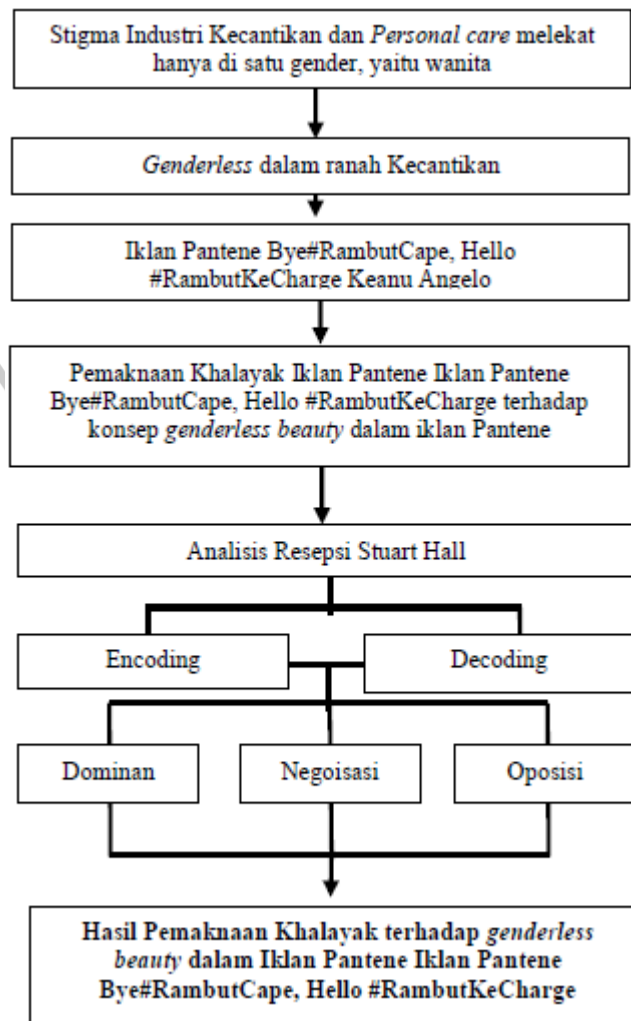 Stigma Industri Kecantikan dan Personal care melekat
hanya di satu gender, yaitu wanita
Genderless dalam ranah Kecantikan
Iklan Pantene Bye#RambutCape, Hello
#RambutKeCharge Keanu Angelo
Pemaknaan Khalayak Iklan Pantene Iklan Pantene
Bye#RambutCape, Hello #RambutKeCharge terhadap
konsep genderless beauty dalam iklan Pantene
Analisis Resepsi Stuart Hall
Encoding
Decoding
Dominan
Negoisasi
Oposisi
Hasil Pemaknaan Khalayak terhadap genderless
beauty dalam Iklan Pantene Iklan Pantene
Bye#RambutCape, Hello #RambutKeCharge